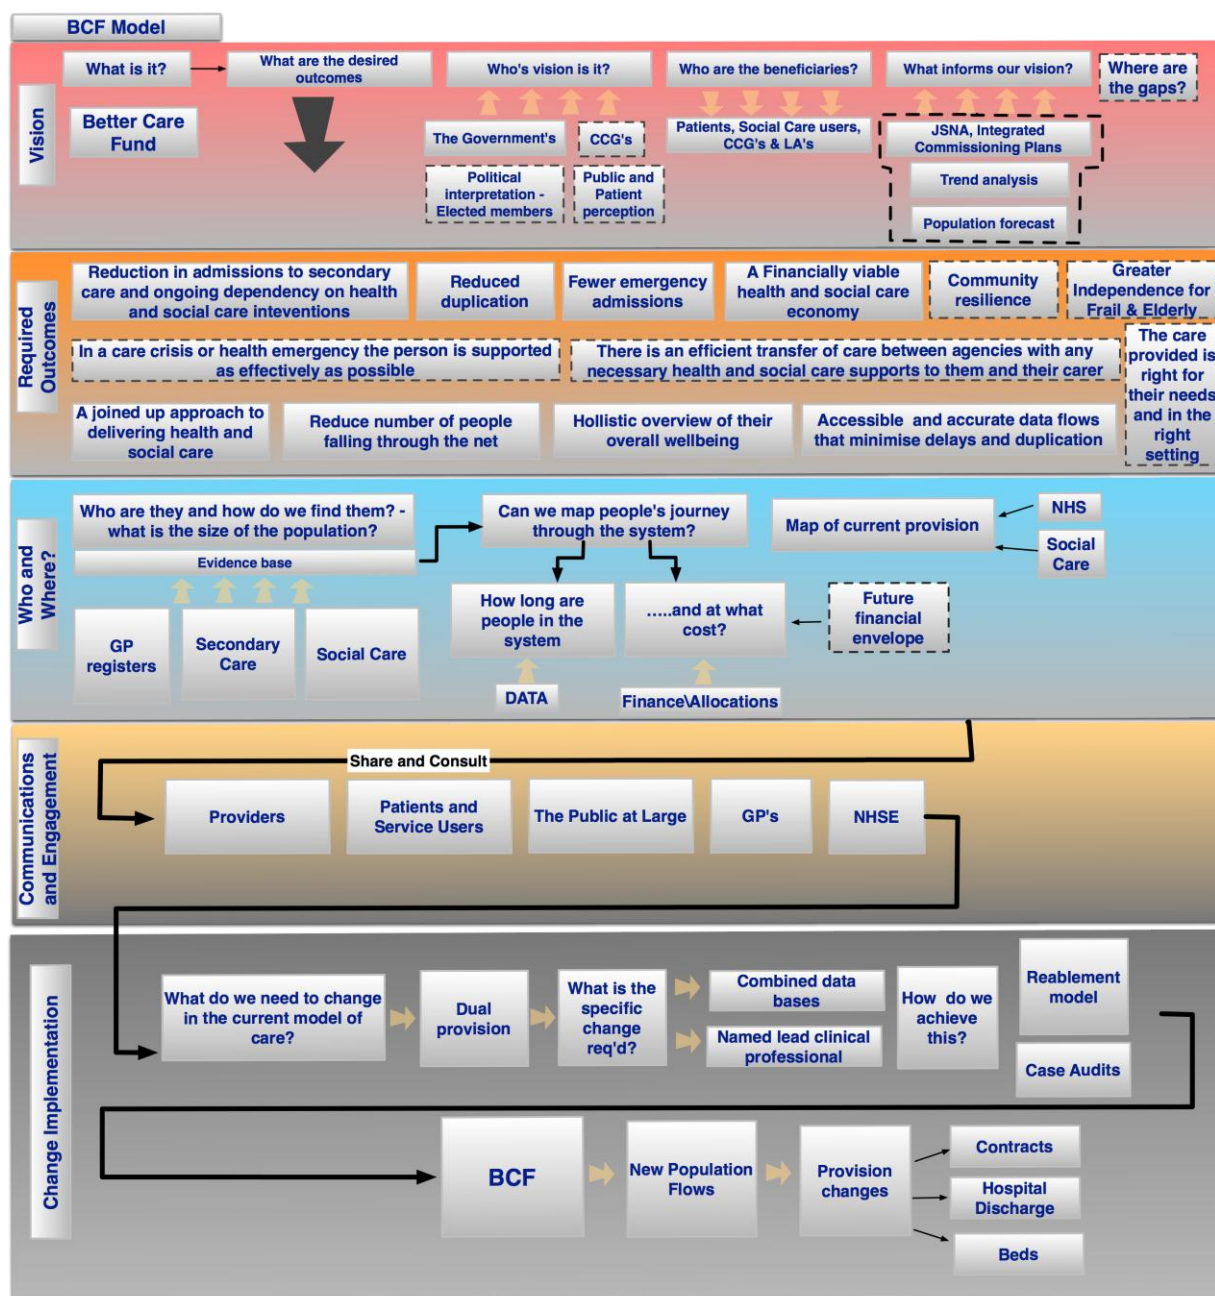 BCF Model
Vision
What is it?
What are the desired
outcomes
Who's vision is it?
Who are the beneficiaries?
What informs our vision?
Where are
the gaps?
Better Care
Fund
The Government's
CCG's
Political
interpretation -
Elected members
Public and
Patient
perception
Patients, Social Care users,
CCG's & LA's
JSNA, Integrated
Commissioning Plans
Trend analysis
Population forecast
Required
Outcomes
Reduction in admissions to secondary
care and ongoing dependency on health
and social care inteventions
Reduced
duplication
Fewer emergency
admissions
A Financially viable
health and social care
economy
Community
resilience
Greater
Independence for
Frail & Elderly
In a care crisis or health emergency the person is supported
as effectively as possible
There is an efficient transfer of care between agencies with any
necessary health and social care supports to them and their carer
The care
provided is
right for
their needs
and in the
right
setting
A joined up approach to
delivering health and
social care
Reduce number of people
falling through the net
Hollistic overview of their
overall wellbeing
Accessible and accurate data flows
that minimise delays and duplication
Who and
Where?
Who are they and how do we find them? -
what is the size of the population?
Evidence base
GP
registers
Secondary
Care
Social Care
Can we map people's journey
through the system?
How long are
people in the
system
.....and at what
cost?
DATA
Finance\Allocations
Map of current provision
NHS
Social
Care
Future
financial
envelope
Communications
and Engagement
Share and Consult
Providers
Patients and
Service Users
The Public at Large
GP's
NHSE
Change Implementation
What do we need to change
in the current model of
care?
Dual
provision
What is the
specific
change
req'd?
Combined data
bases
Named lead clinical
professional
How do we
achieve
this?
Reablement
model
Case Audits
BCF
New Population
Flows
Provision
changes
Contracts
Hospital
Discharge
Beds